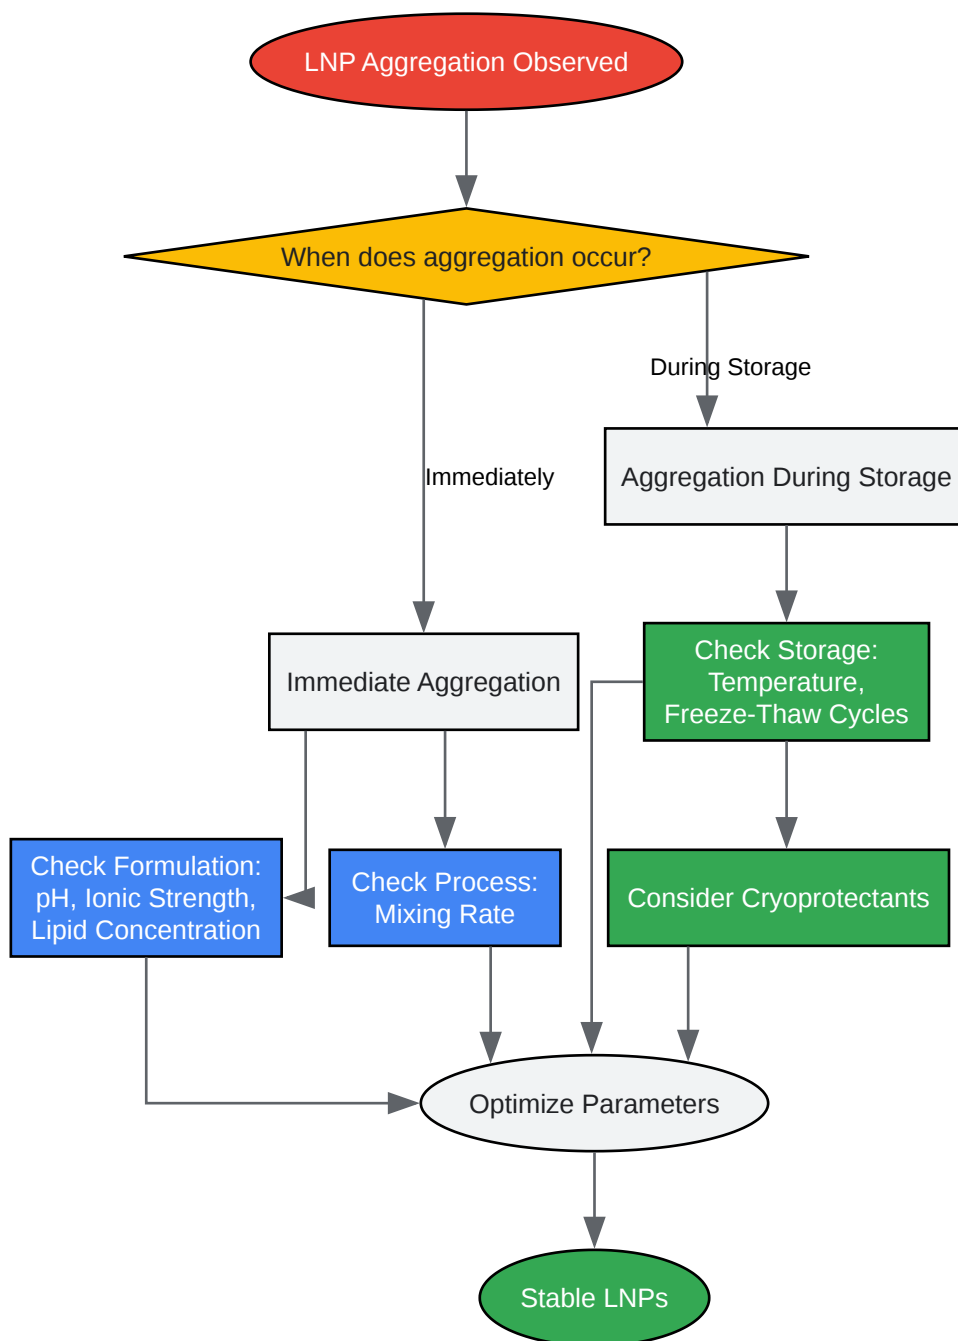 LNP Aggregation Observed
When does aggregation occur?
During Storage
Immediately
Aggregation During Storage
Immediate Aggregation
Check Storage:
Temperature,
Freeze-Thaw Cycles
Check Formulation:
pH, Ionic Strength,
Lipid Concentration
Check Process:
Mixing Rate
Consider Cryoprotectants
Optimize Parameters
Stable LNPs